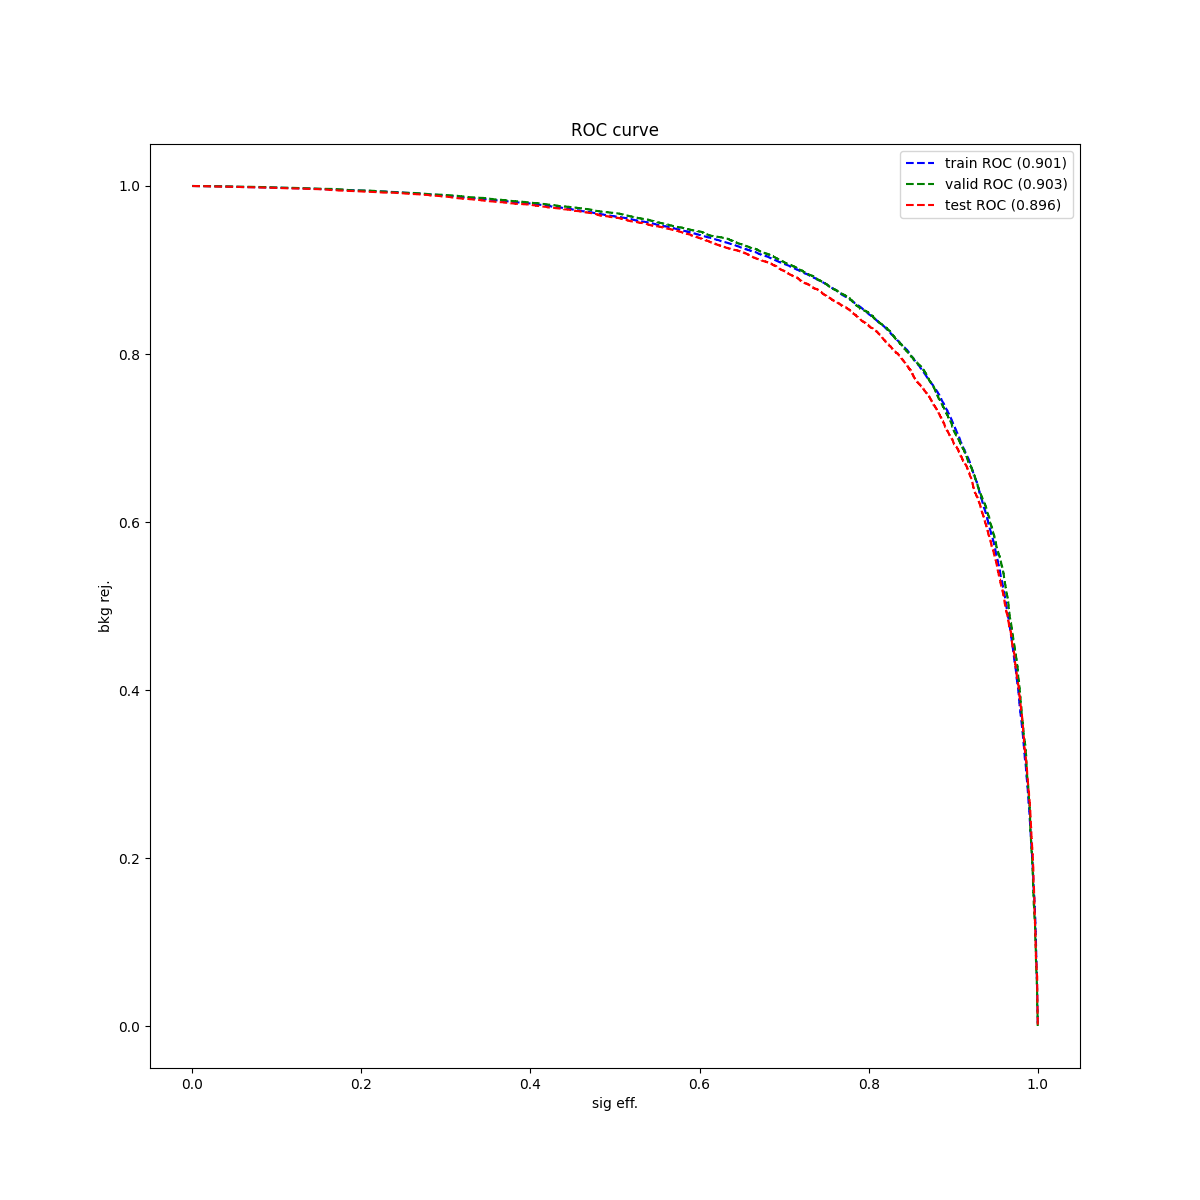 ROC curve
train ROC (0.901)
valid ROC (0.903)
test ROC (0.896)
1.0
0.8
0.6
0.4
0.2
0.0
bkg rej.
0.0 0.2 0.4 0.6 0.8 1.0
sig eff.